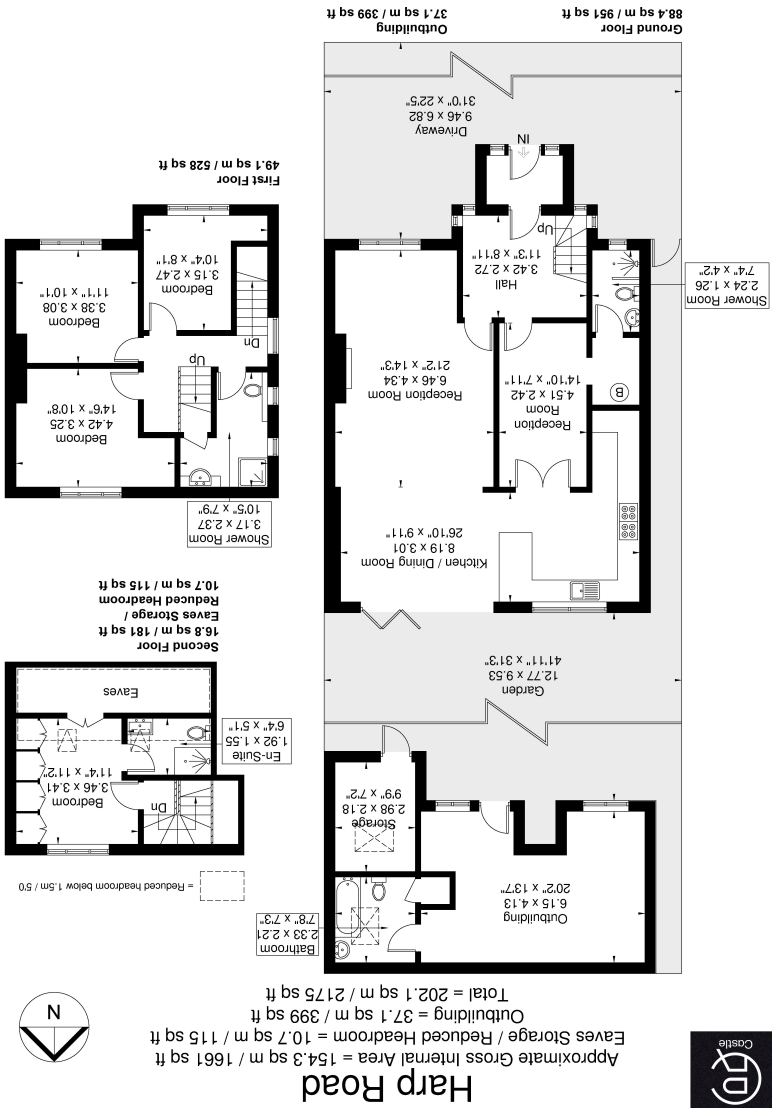 Harp Road
Approximate Gross Internal Area = 154.3 sq m / 1661 sq ft
Eaves Storage / Reduced Headroom = 10.7 sq m / 115 sq ft
Outbuilding = 37.1 sq m / 399 sq ft
Total = 202.1 sq m / 2175 sq ft
Castle
N
Outbuilding
6.15 x 4.13
20'2" x 13'7"
Bathroom
2.33 x 2.21
7'8" x 7'3"
Storage
2.98 x 2.18
9'9" x 7'2"
= Reduced headroom below 1.5m / 5'0
Dn
Bedroom
3.46 x 3.41
11'4" x 11'2"
En-Suite
1.92 x 1.55
6'4" x 5'1"
Eaves
Second Floor
16.8 sq m / 181 sq ft
Eaves Storage /
Reduced Headroom
10.7 sq m / 115 sq ft
Garden
12.77 x 9.53
41'11" x 31'3"
Kitchen / Dining Room
8.19 x 3.01
26'10" x 9'11"
Reception
Room
4.51 x 2.42
14'10" x 7'11"
B
Reception Room
6.46 x 4.34
21'2" x 14'3"
Shower Room
2.24 x 1.26
7'4" x 4'2"
Hall
3.42 x 2.72
11'3" x 8'11"
Up
IN
Driveway
9.46 x 6.82
31'0" x 22'5"
Ground Floor
88.4 sq m / 951 sq ft
Outbuilding
37.1 sq m / 399 sq ft
Shower Room
3.17 x 2.37
10'5" x 7'9"
Bedroom
4.42 x 3.25
14'6" x 10'8"
Up
Dn
Bedroom
3.38 x 3.08
11'1" x 10'1"
Bedroom
3.15 x 2.47
10'4" x 8'1"
First Floor
49.1 sq m / 528 sq ft